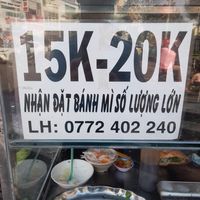 15K-20K
NHẬN ĐẶT BÁNH MÌ SỐ LƯỢNG LỚN
LH: 0772 402 240